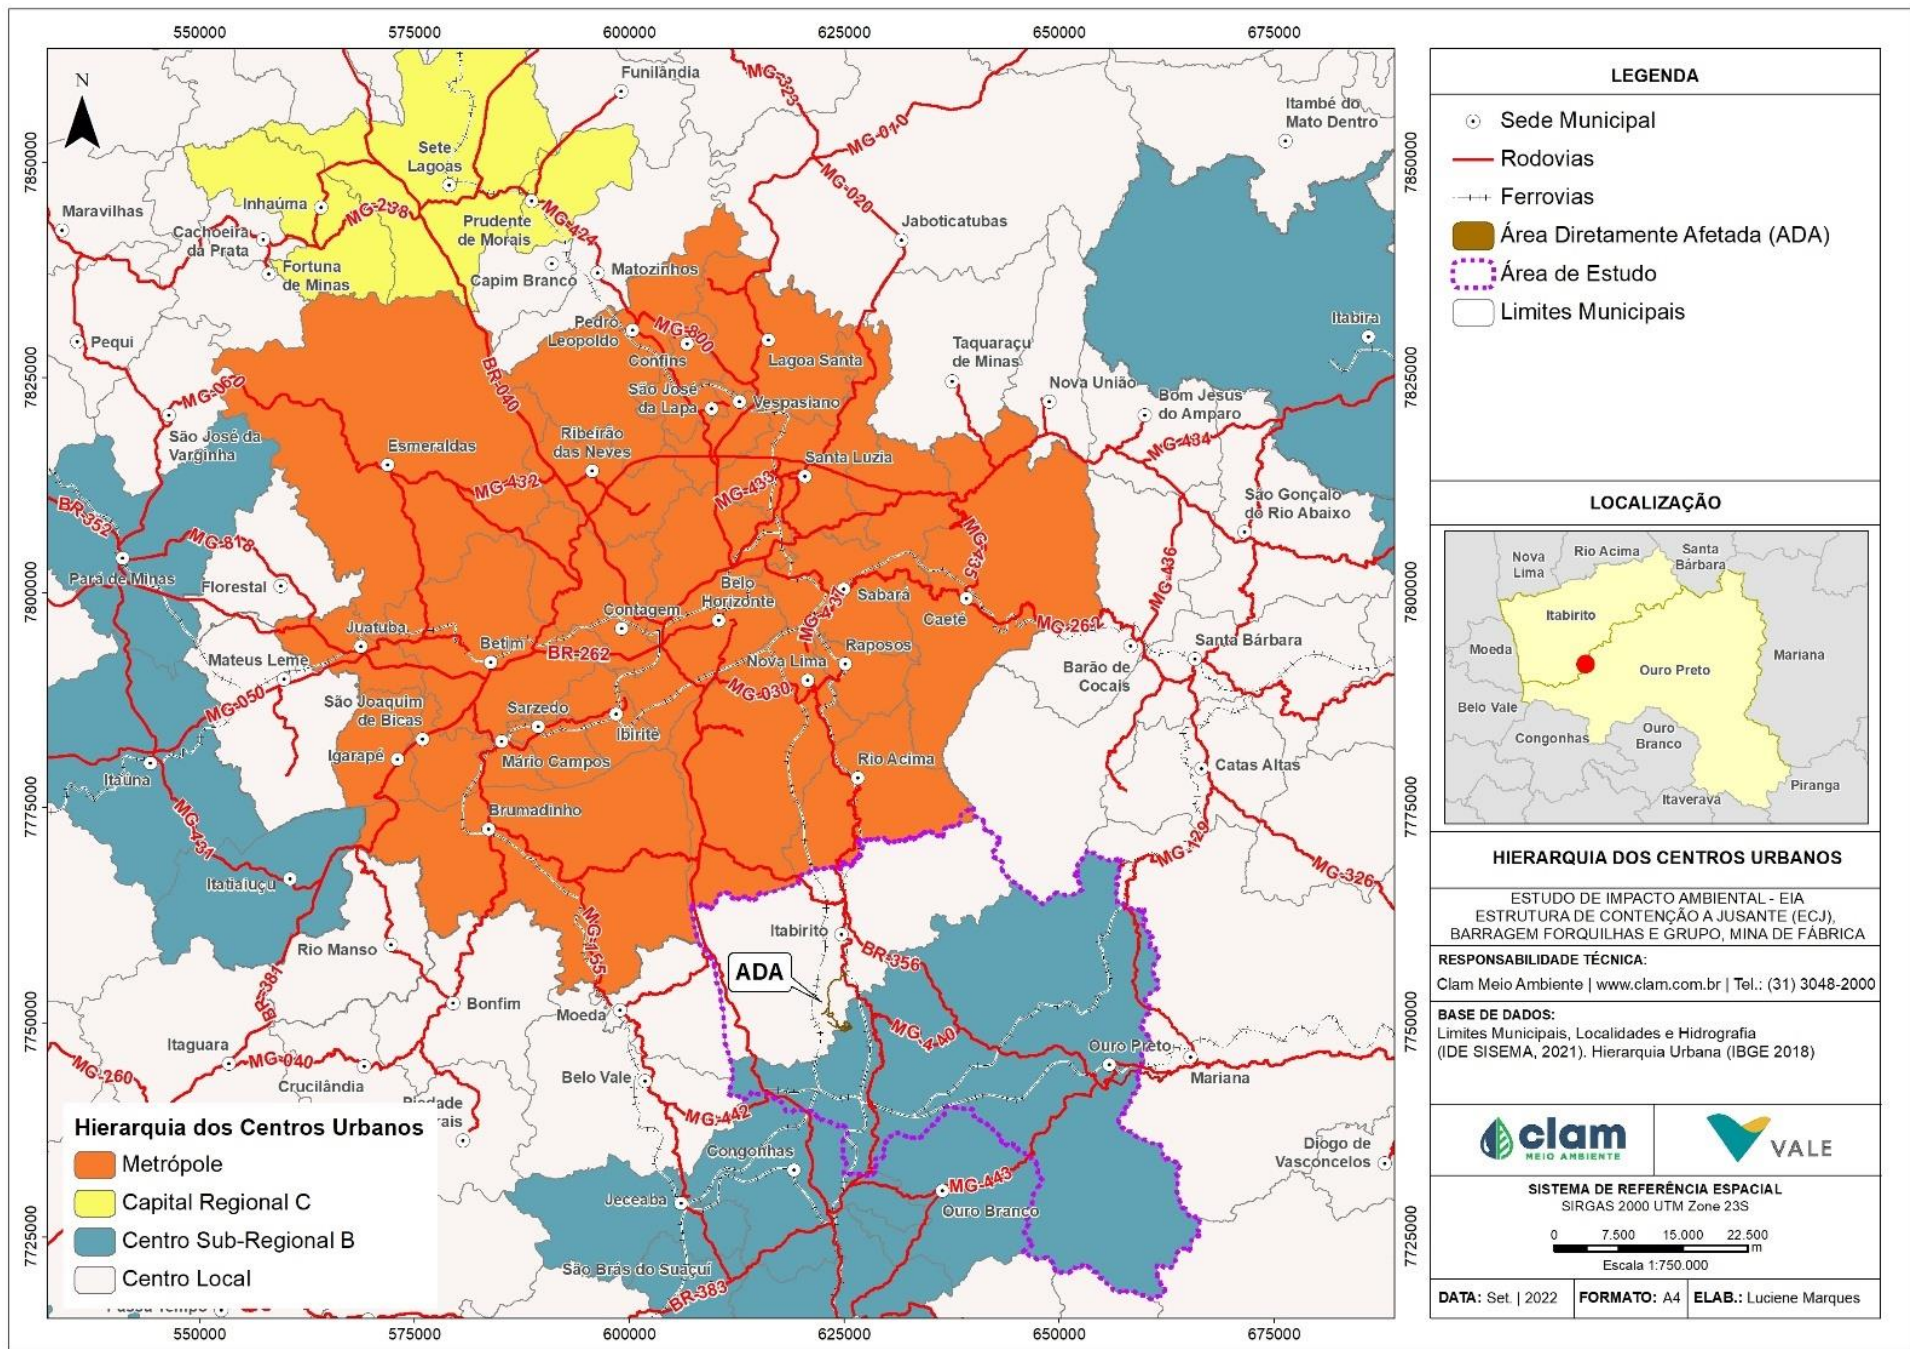 550000
575000
600000
625000
650000
675000
7850000
7825000
7800000
7775000
7750000
7725000
7850000
7825000
7800000
7775000
7750000
7725000
550000
575000
600000
625000
650000
675000
N
Funilândia
MG-323
MG-010
Itambé do
Mato Dentro
Sete
Lagoas
MG-020
Inhaúma
MG-238
Maravilhas
Prudente
de Morais
MG-424
Jaboticatubas
Cachoeira
da Prata
Fortuna
de Minas
Capim Branco
Matozinhos
Itabira
Pequi
Pedro
Leopoldo
MG-800
Confins
Lagoa Santa
Taquaraçu
de Minas
BR-040
MG-060
São José
da Lapa
Vespasiano
Nova União
Bom Jesus
do Amparo
São José da
Varginha
Esmeraldas
Ribeirão
das Neves
MG-434
Santa Luzia
MG-432
MG-433
São Gonçalo
do Rio Abaixo
BR-352
MG-818
MG-435
MG-436
Pará de Minas
Florestal
Belo
Horizonte
Sabará
Contagem
MG-437
Caeté
MG-262
Juatuba
Betim
BR-262
Raposos
Santa Bárbara
Mateus Leme
Nova Lima
Barão de
Cocais
MG-050
MG-030
São Joaquim
de Bicas
Sarzedo
Ibirité
Igarapé
Mário Campos
Rio Acima
Catas Altas
Itaúna
Brumadinho
MG-431
MG-129
MG-326
Itatiaiuçu
Rio Manso
MG-155
Itabirito
BR-356
ADA
BR-381
Bonfim
Moeda
MG-440
Itaguara
MG-040
Ouro Preto
Mariana
MG-260
Crucilândia
Belo Vale
MG-442
Congonhas
Diogo de
Vasconcelos
MG-443
Jeceaba
Ouro Branco
São Brás do Suaçuí
BR-383
Hierarquia dos Centros Urbanos
Metrópole
Capital Regional C
Centro Sub-Regional B
Centro Local
LEGENDA
Sede Municipal
Rodovias
Ferrovias
Área Diretamente Afetada (ADA)
Área de Estudo
Limites Municipais
LOCALIZAÇÃO
Nova
Lima
Rio Acima
Santa
Bárbara
Itabirito
Moeda
Mariana
Ouro Preto
Belo Vale
Congonhas
Ouro
Branco
Piranga
Itaverava
HIERARQUIA DOS CENTROS URBANOS
ESTUDO DE IMPACTO AMBIENTAL - EIA
ESTRUTURA DE CONTENÇÃO A JUSANTE (ECJ),
BARRAGEM FORQUILHAS E GRUPO, MINA DE FÁBRICA
RESPONSABILIDADE TÉCNICA:
Clam Meio Ambiente | www.clam.com.br | Tel.: (31) 3048-2000
BASE DE DADOS:
Limites Municipais, Localidades e Hidrografia
(IDE SISEMA, 2021). Hierarquia Urbana (IBGE 2018)
clam
MEIO AMBIENTE
VALE
SISTEMA DE REFERÊNCIA ESPACIAL
SIRGAS 2000 UTM Zone 23S
0 7.500 15.000 22.500
m
Escala 1:750.000
DATA: Set. | 2022 FORMATO: A4 ELAB.: Luciene Marques